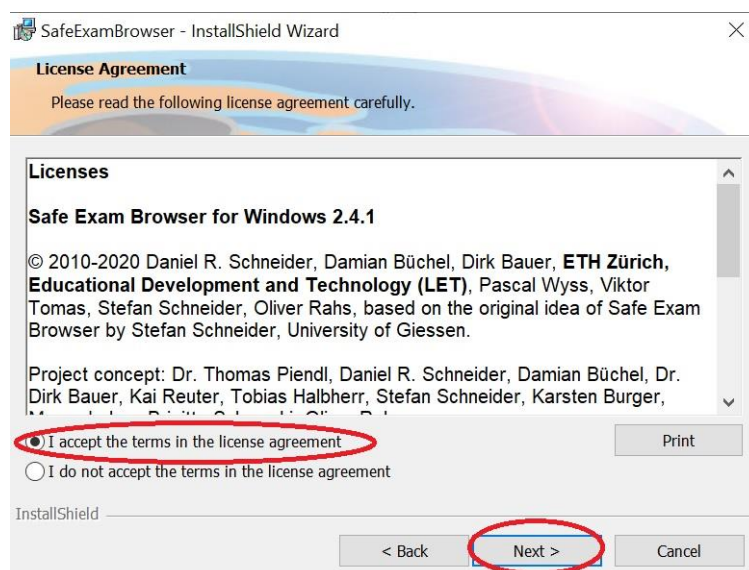 SafeExamBrowser - InstallShield Wizard
License Agreement
Please read the following license agreement carefully.
Licenses
Safe Exam Browser for Windows 2.4.1
© 2010-2020 Daniel R. Schneider, Damian Büchel, Dirk Bauer, ETH Zürich,
Educational Development and Technology (LET), Pascal Wyss, Viktor
Tomas, Stefan Schneider, Oliver Rahs, based on the original idea of Safe Exam
Browser by Stefan Schneider, University of Giessen.
Project concept: Dr. Thomas Piendl, Daniel R. Schneider, Damian Büchel, Dr.
Dirk Bauer, Kai Reuter, Tobias Halbherr, Stefan Schneider, Karsten Burger,
I accept the terms in the license agreement
Print
I do not accept the terms in the license agreement
InstallShield
< Back
Next >
Cancel